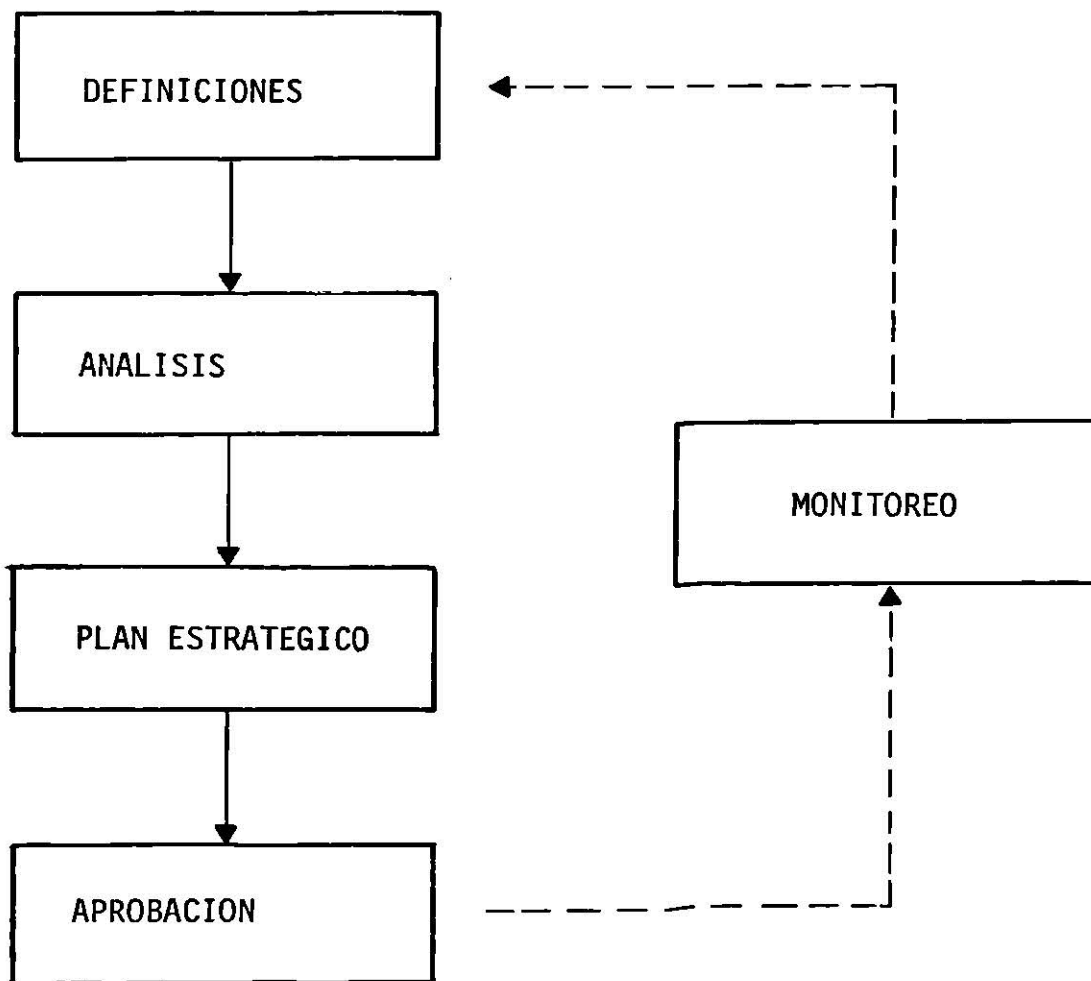 DEFINICIONES
ANALISIS
MONITOREO
PLAN ESTRATEGICO
APROBACION